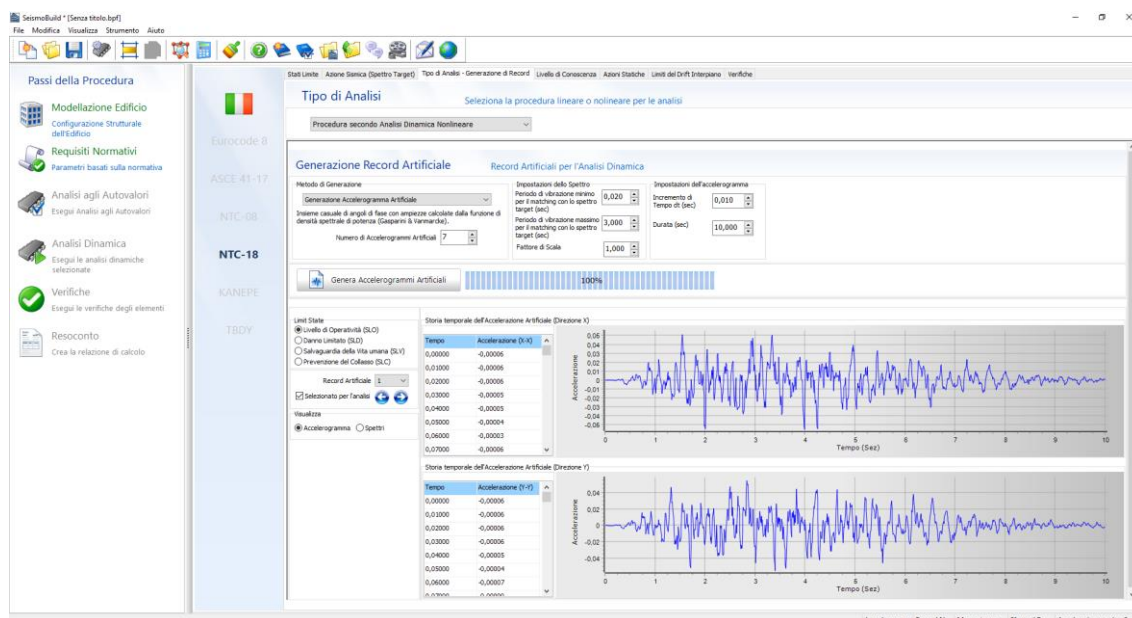 SeismoBuild * [Senza titolo.bpf]
File Modifica Visualizza Strumento Aiuto
Passi della Procedura
Modellazione Edificio
Configurazione Strutturale
dell'Edificio
Requisiti Normativi
Parametri basati sulla normativa
Analisi agli Autovalori
Esegui Analisi agli Autovalori
Analisi Dinamica
Esegui le analisi dinamiche
selezionate
Verifiche
Esegui le verifiche degli elementi
Resoconto
Crea la relazione di calcolo
Eurocode 8
ASCE 41-17
NTC-08
NTC-18
KANEPE
TBDY
Stati Limite Azione Sismica (Spettro Target) Tipo di Analisi - Generazione di Record Livello di Conoscenza Azioni Statiche Limiti del Drift Interpiano Verifiche
Tipo di Analisi
Seleziona la procedura lineare o nolineare per le analisi
Procedura secondo Analisi Dinamica Nonlineare
Generazione Record Artificiale
Record Artificiali per l'Analisi Dinamica
Metodo di Generazione
Generazione Accelerogramma Artificiale
Insieme casuale di angoli di fase con ampiezze calcolate dalla funzione di
densità spettrale di potenza (Gasparini & Vanmarcke).
Numero di Accelerogrammi
Artificiali 7
Impostazioni dello Spettro
Periodo di vibrazione minimo
per il matching con lo spettro
target (sec)
0,020
Periodo di vibrazione massimo
per il matching con lo spettro
target (sec)
3,000
Fattore di Scala 1,000
Impostazioni dell'accelerogramma
Incremento di
Tempo dt (sec)
0,010
Durata (sec) 10,000
Genera Accelerogrammi Artificiali
100%
Limit State
Livello di Operatività (SLO)
Danno Limitato (SLD)
Salvaguardia della Vita umana (SLV)
Prevenzione del Collasso (SLC)
Record Artificiale 1
Selezionato per l'analisi
Visualizza
Accelerogramma Spettri
Storia temporale dell'Accelerazione Artificiale (Direzione X)
Tempo Accelerazione (X-X)
0,00000 -0,00006
0,01000 -0,00006
0,02000 -0,00006
0,03000 -0,00005
0,04000 -0,00005
0,05000 -0,00004
0,06000 -0,00003
0,07000 -0,00006
Accelerazione
0,06
0,04
0,03
0,02
0,01
0
-0,01
-0,02
-0,03
-0,04
-0,06
0 1 2 3 4 5 6 7 8 9 10
Tempo (Sez)
Storia temporale dell'Accelerazione Artificiale (Direzione Y)
Tempo Accelerazione (Y-Y)
0,00000 -0,00006
0,01000 -0,00006
0,02000 -0,00006
0,03000 -0,00006
0,04000 -0,00005
0,05000 -0,00004
0,06000 -0,00007
Accelerazione
0,04
0,02
0
-0,02
-0,04
0 1 2 3 4 5 6 7 8 9 10
Tempo (Sez)